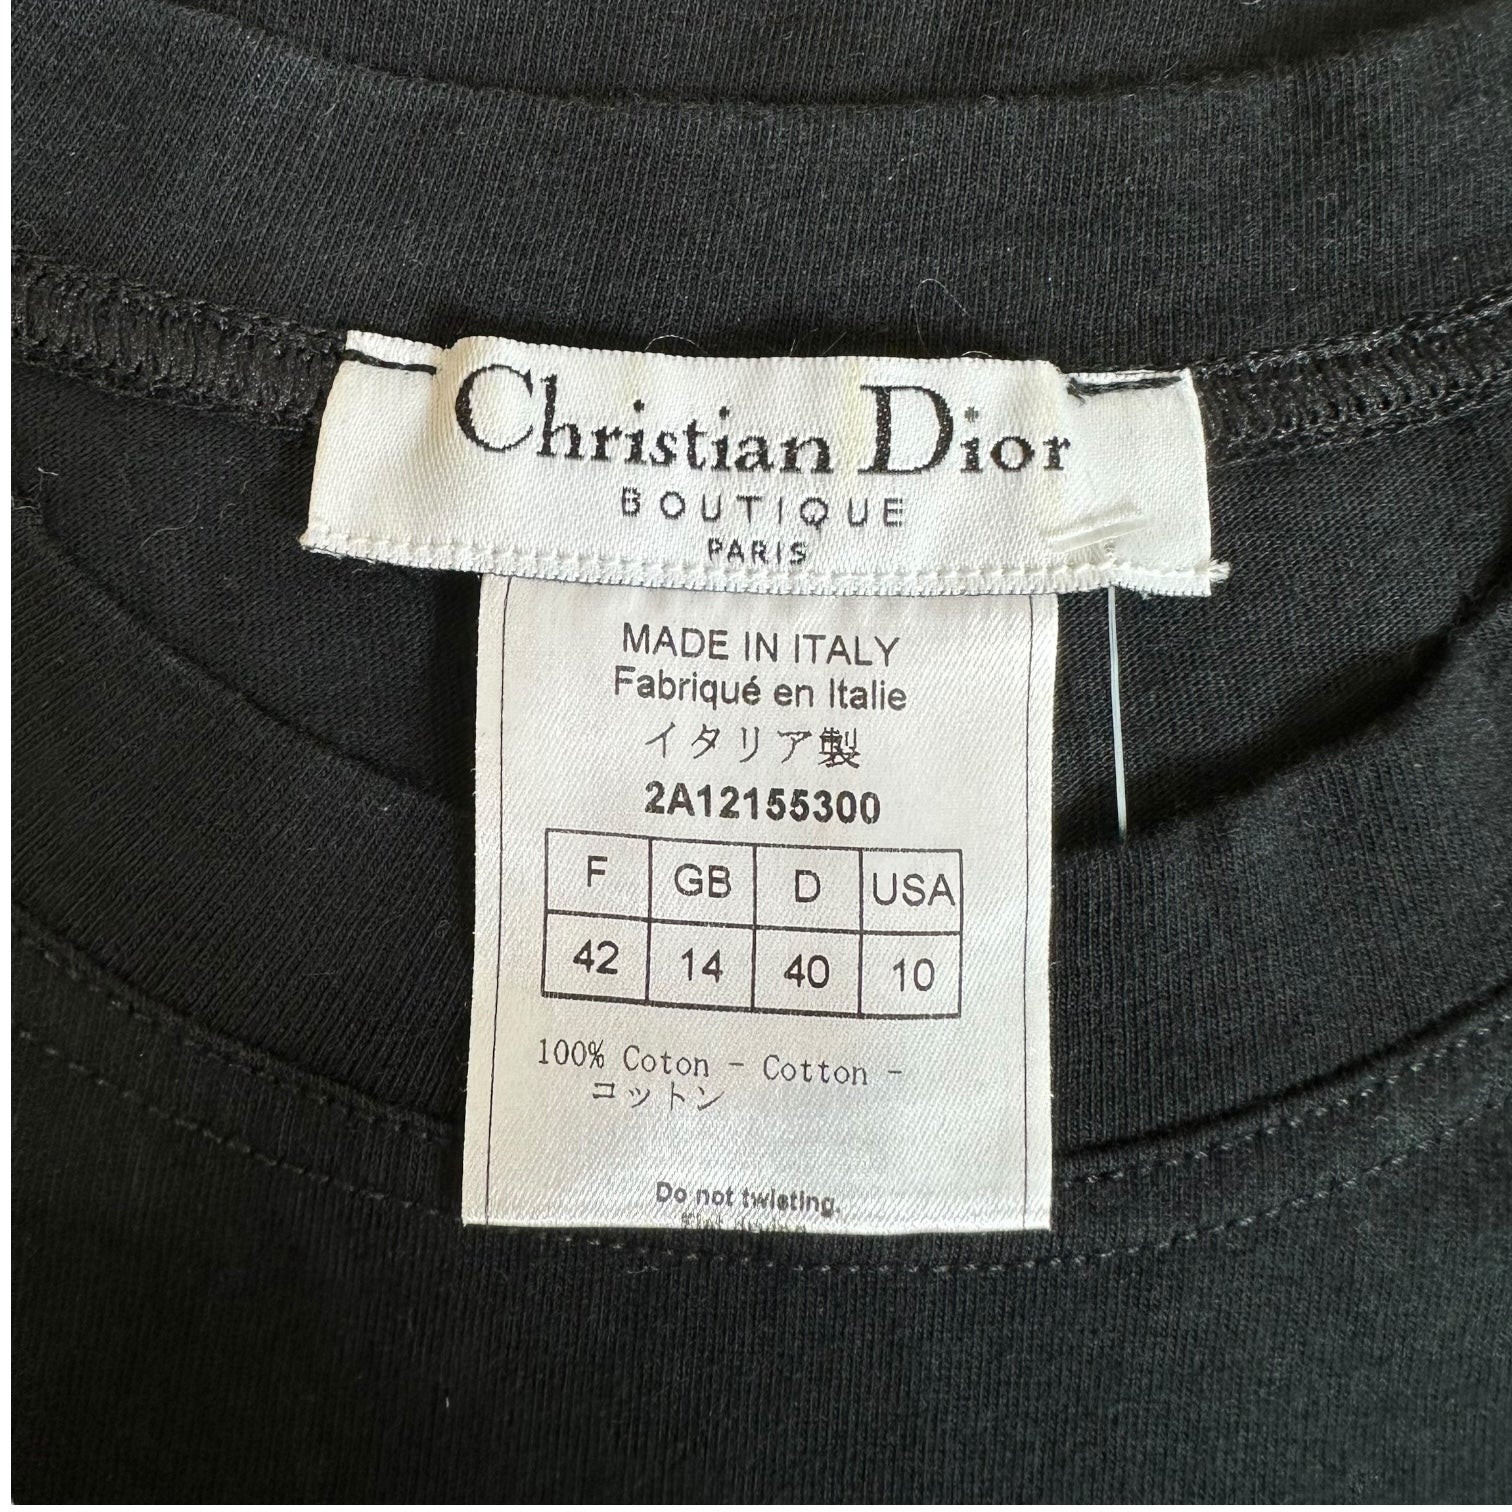 Christian Dior
BOUTIQUE
PARIS
MADE IN ITALY
Fabriqué en Italie
イタリア製
2A12155300
F GB D USA
42 14 40 10
100% Coton - Cotton -
コットン
Do not twisting.